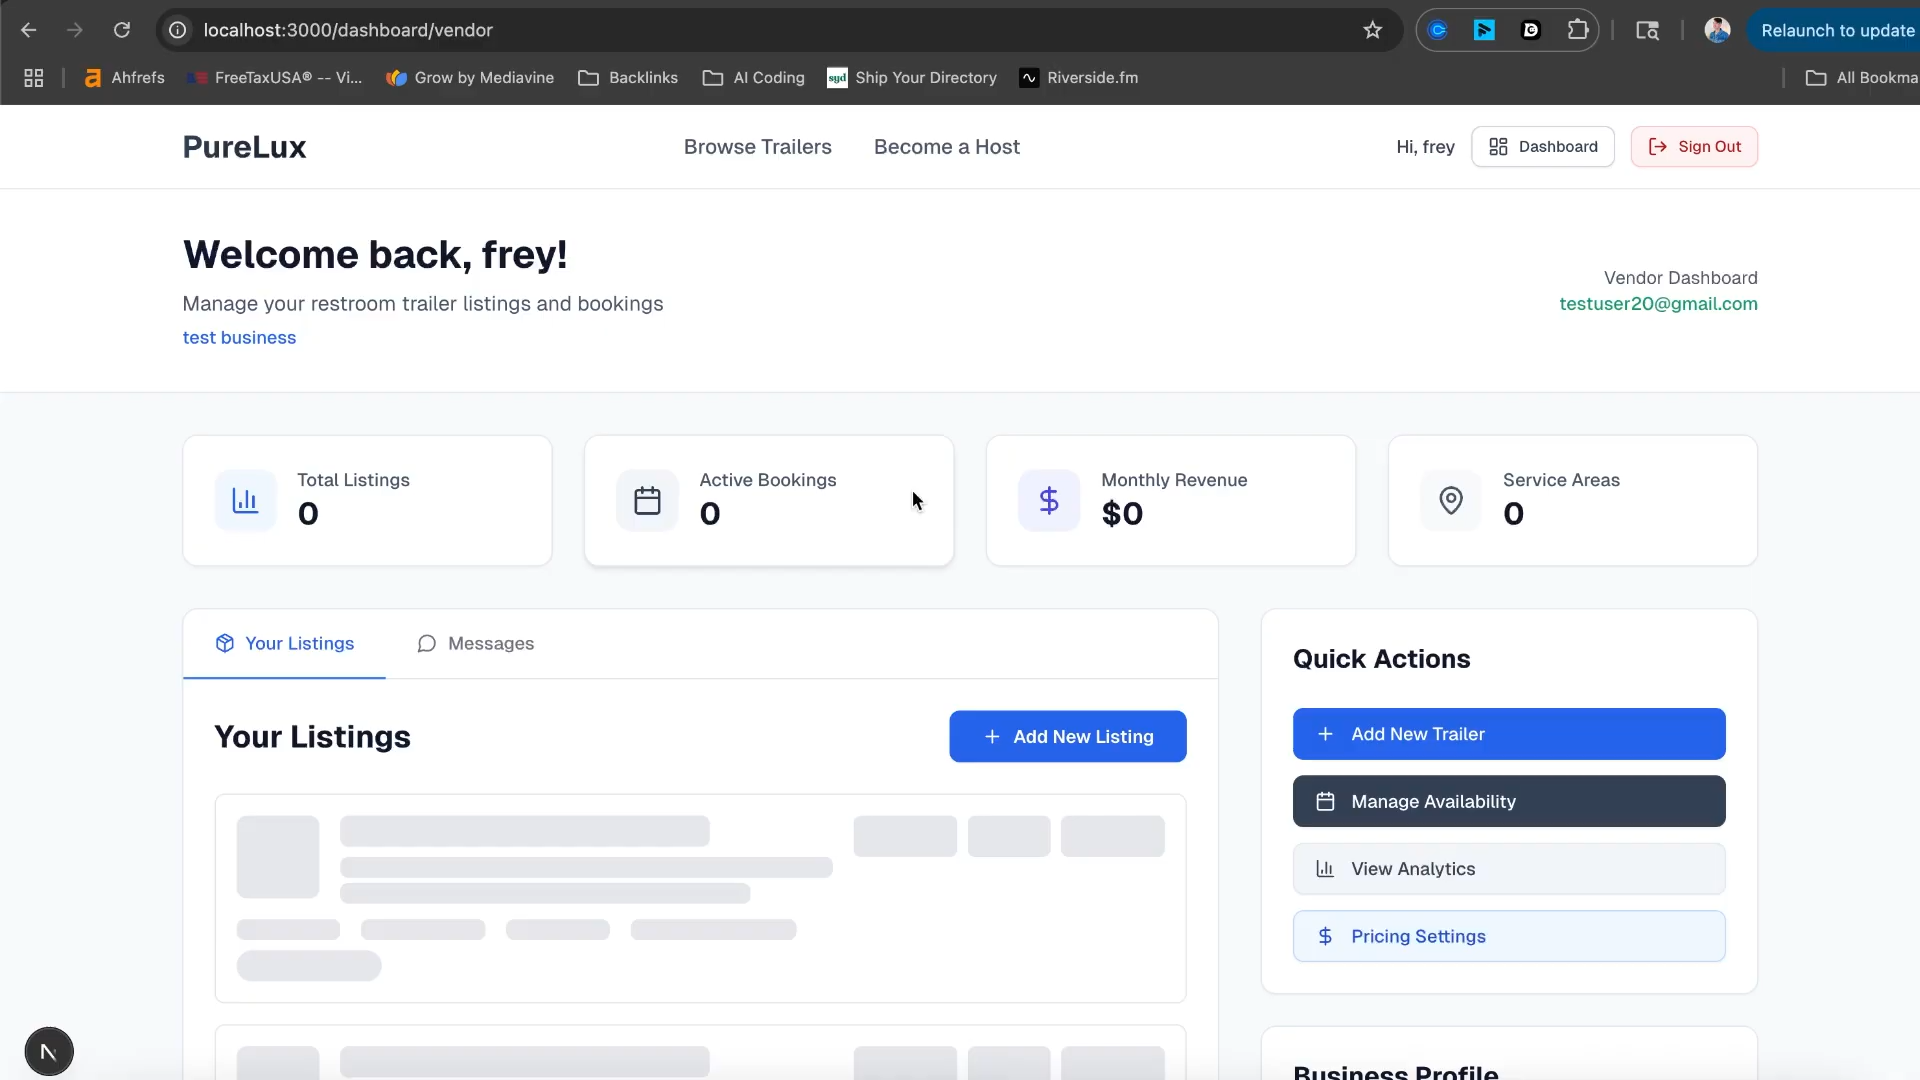 localhost:3000/dashboard/vendor
Relaunch to update
Ahfrefs
FreeTaxUSA® -- Vi...
Grow by Mediavine
Backlinks
AI Coding
syd
Ship Your Directory
Riverside.fm
All Bookma
PureLux
Browse Trailers
Become a Host
Hi, frey
Dashboard
Sign Out
Welcome back, frey!
Manage your restroom trailer listings and bookings
test business
Vendor Dashboard
testuser20@gmail.com
Total Listings
0
Active Bookings
0
Monthly Revenue
$0
Service Areas
0
Your Listings
Messages
Your Listings
+ Add New Listing
Quick Actions
+ Add New Trailer
Manage Availability
View Analytics
$ Pricing Settings
Business Profile